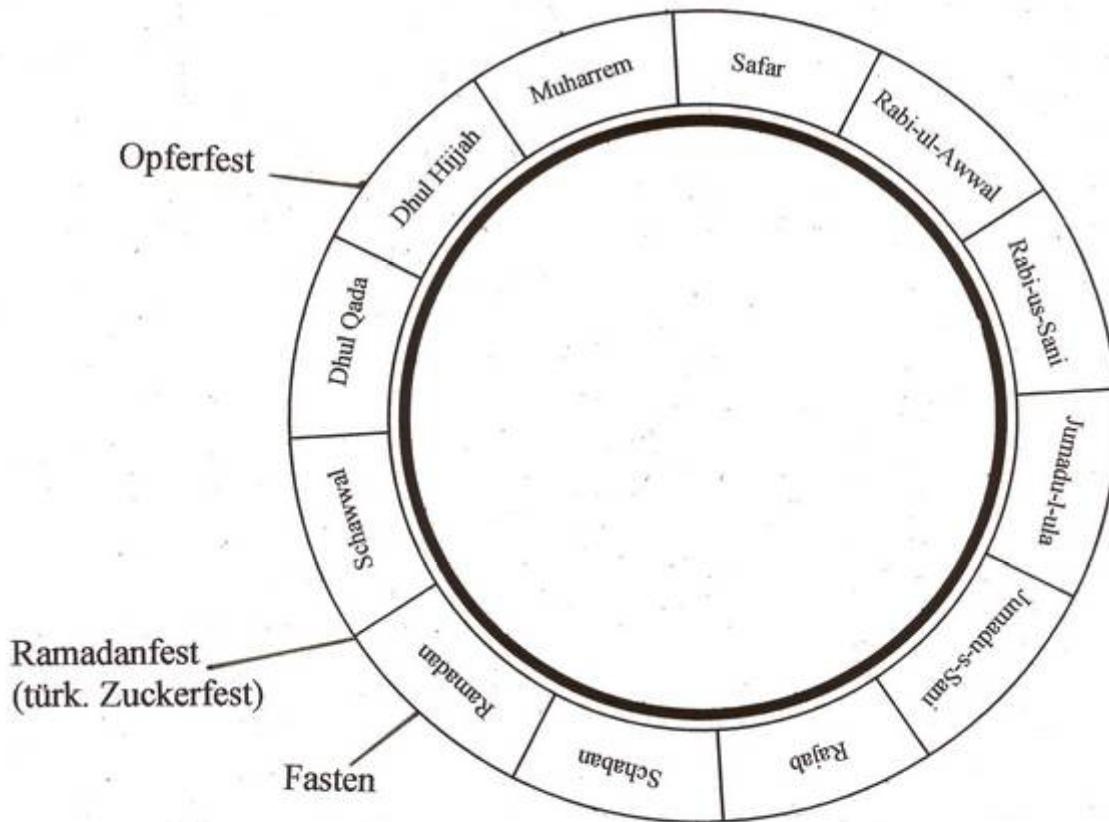 Muharrem
Safar
Rabi-ul-Awwal
Rabi-us-Sani
Jumadu-l-ula
Jumadu-s-Sani
Rajab
Schaban
Ramadan
Schawwal
Dhul Qada
Dhul Hijjah
Opferfest
Ramadanfest
(türk. Zuckerfest)
Fasten